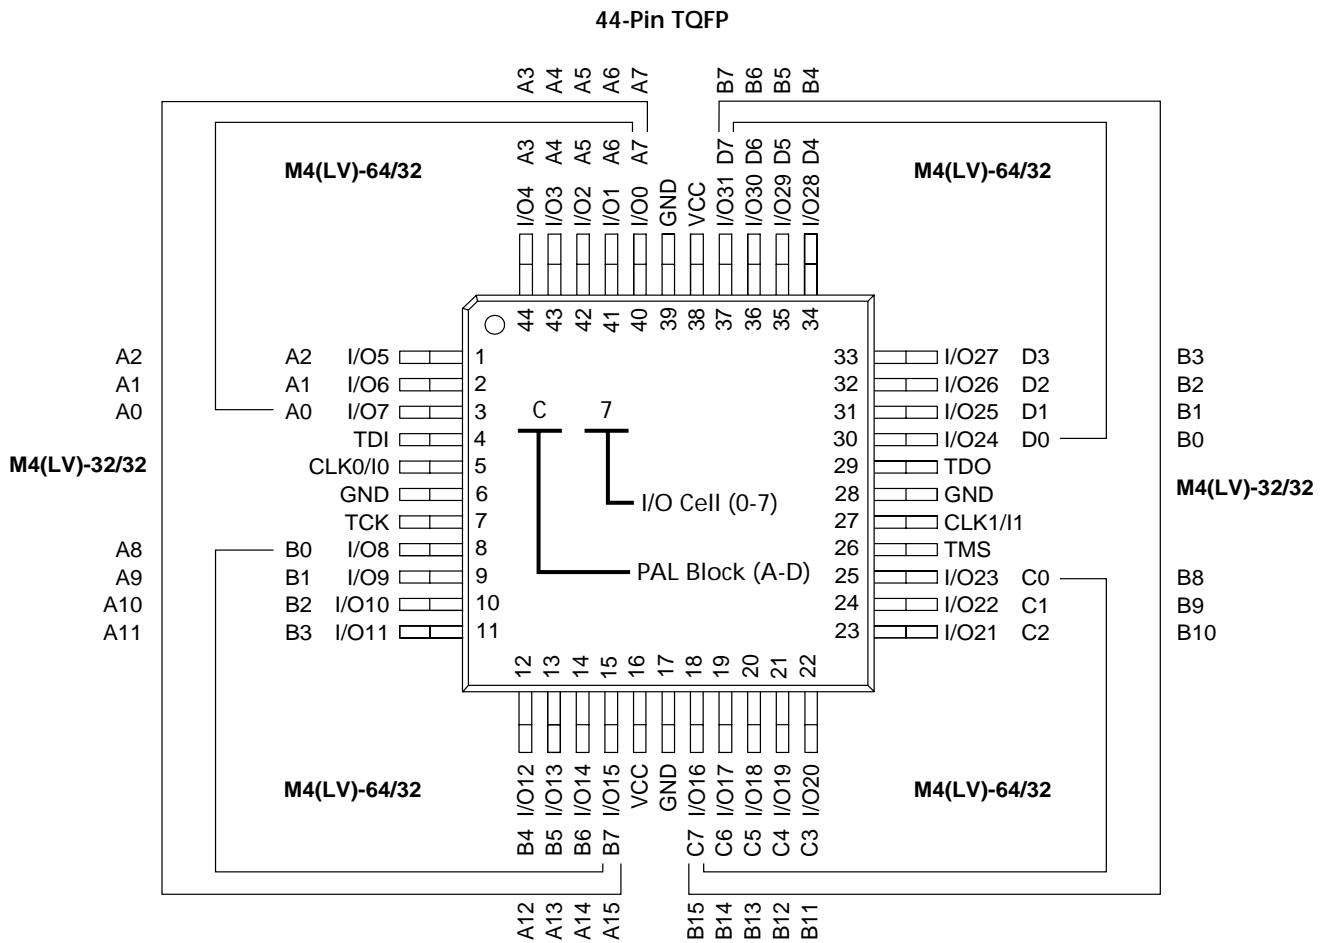 44-Pin TQFP
A3 A4 A5 A6 A7 B7 B6 B5 B4
A3 A4 A5 A6 A7 D7 D6 D5 D4
M4(LV)-64/32 M4(LV)-64/32
I/O4 I/O3 I/O2 I/O1 I/O0 GND VCC I/O31 I/O30 I/O29 I/O28
44 43 42 41 40 39 38 37 36 35 34
A2 A2 I/O5 1 33 I/O27 D3 B3
A1 A1 I/O6 2 32 I/O26 D2 B2
A0 A0 I/O7 3 C 7 31 I/O25 D1 B1
TDI 4 30 I/O24 D0 B0
M4(LV)-32/32 CLK0/I0 5 29 TDO
GND 6 28 GND M4(LV)-32/32
I/O Cell (0-7)
TCK 7 27 CLK1/I1
A8 B0 I/O8 8 26 TMS
PAL Block (A-D)
A9 B1 I/O9 9 25 I/O23 C0 B8
A10 B2 I/O10 10 24 I/O22 C1 B9
A11 B3 I/O11 11 23 I/O21 C2 B10
12 13 14 15 16 17 18 19 20 21 22
I/O12 I/O13 I/O14 I/O15 VCC GND I/O16 I/O17 I/O18 I/O19 I/O20
M4(LV)-64/32 M4(LV)-64/32
B4 B5 B6 B7 C7 C6 C5 C4 C3
A12 A13 A14 A15 B15 B14 B13 B12 B11